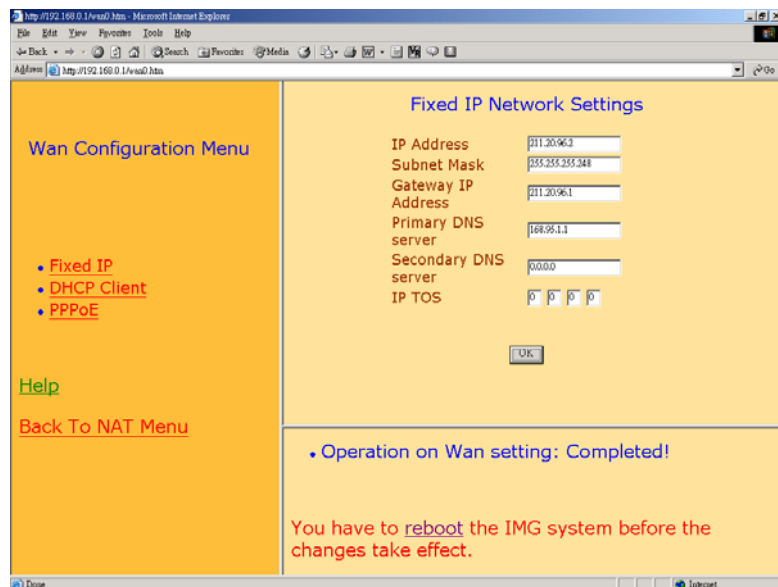 http://192.168.0.1/wan0.htm - Microsoft Internet Explorer
File Edit View Favorites Tools Help
Back Search Favorites Media
Address http://192.168.0.1/wan0.htm Go
Wan Configuration Menu
• Fixed IP
• DHCP Client
• PPPoE
Help
Back To NAT Menu
Fixed IP Network Settings
IP Address 211.20.96.2
Subnet Mask 255.255.255.248
Gateway IP Address 211.20.96.1
Primary DNS server 168.95.1.1
Secondary DNS server 0.0.0.0
IP TOS 0 0 0 0
OK
• Operation on Wan setting: Completed!
You have to reboot the IMG system before the
changes take effect.
Done Internet